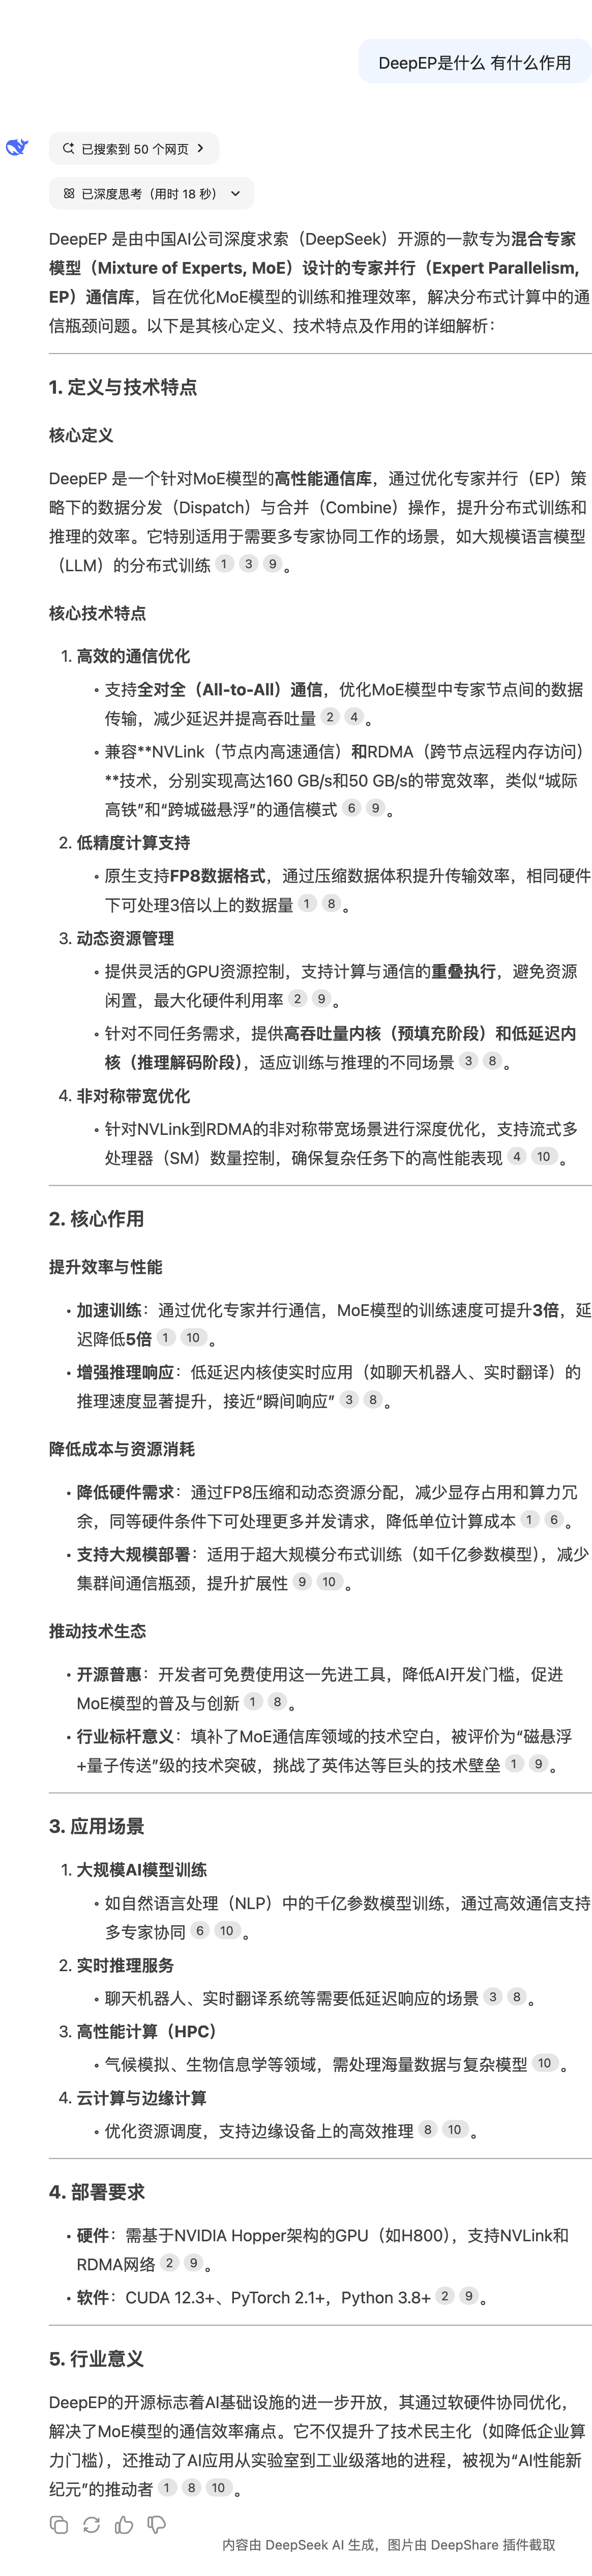 DeepEP是什么 有什么作用
已搜索到 50 个网页
已深度思考（用时 18 秒）
DeepEP 是由中国AI公司深度求索（DeepSeek）开源的一款专为混合专家
模型（Mixture of Experts, MoE）设计的专家并行（Expert Parallelism,
EP）通信库，旨在优化MoE模型的训练和推理效率，解决分布式计算中的通
信瓶颈问题。以下是其核心定义、技术特点及作用的详细解析：
1. 定义与技术特点
核心定义
DeepEP 是一个针对MoE模型的高性能通信库，通过优化专家并行（EP）策
略下的数据分发（Dispatch）与合并（Combine）操作，提升分布式训练和
推理的效率。它特别适用于需要多专家协同工作的场景，如大规模语言模型
（LLM）的分布式训练 1 3 9 。
核心技术特点
1. 高效的通信优化
◦ 支持全对全（All-to-All）通信，优化MoE模型中专家节点间的数据
传输，减少延迟并提高吞吐量 2 4 。
◦ 兼容**NVLink（节点内高速通信）和RDMA（跨节点远程内存访问）
**技术，分别实现高达160 GB/s和50 GB/s的带宽效率，类似“城际
高铁”和“跨城磁悬浮”的通信模式 6 9 。
2. 低精度计算支持
◦ 原生支持FP8数据格式，通过压缩数据体积提升传输效率，相同硬件
下可处理3倍以上的数据量 1 8 。
3. 动态资源管理
◦ 提供灵活的GPU资源控制，支持计算与通信的重叠执行，避免资源
闲置，最大化硬件利用率 2 9 。
◦ 针对不同任务需求，提供高吞吐量内核（预填充阶段）和低延迟内
核（推理解码阶段），适应训练与推理的不同场景 3 8 。
4. 非对称带宽优化
◦ 针对NVLink到RDMA的非对称带宽场景进行深度优化，支持流式多
处理器（SM）数量控制，确保复杂任务下的高性能表现 4 10 。
2. 核心作用
提升效率与性能
• 加速训练：通过优化专家并行通信，MoE模型的训练速度可提升3倍，延
迟降低5倍 1 10 。
• 增强推理响应：低延迟内核使实时应用（如聊天机器人、实时翻译）的
推理速度显著提升，接近“瞬间响应” 3 8 。
降低成本与资源消耗
• 降低硬件需求：通过FP8压缩和动态资源分配，减少显存占用和算力冗
余，同等硬件条件下可处理更多并发请求，降低单位计算成本 1 6 。
• 支持大规模部署：适用于超大规模分布式训练（如千亿参数模型），减少
集群间通信瓶颈，提升扩展性 9 10 。
推动技术生态
• 开源普惠：开发者可免费使用这一先进工具，降低AI开发门槛，促进
MoE模型的普及与创新 1 8 。
• 行业标杆意义：填补了MoE通信库领域的技术空白，被评价为“磁悬浮
+量子传送”级的技术突破，挑战了英伟达等巨头的技术壁垒 1 9 。
3. 应用场景
1. 大规模AI模型训练
◦ 如自然语言处理（NLP）中的千亿参数模型训练，通过高效通信支持
多专家协同 6 10 。
2. 实时推理服务
◦ 聊天机器人、实时翻译系统等需要低延迟响应的场景 3 8 。
3. 高性能计算（HPC）
◦ 气候模拟、生物信息学等领域，需处理海量数据与复杂模型 10 。
4. 云计算与边缘计算
◦ 优化资源调度，支持边缘设备上的高效推理 8 10 。
4. 部署要求
• 硬件：需基于NVIDIA Hopper架构的GPU（如H800），支持NVLink和
RDMA网络 2 9 。
• 软件：CUDA 12.3+、PyTorch 2.1+，Python 3.8+ 2 9 。
5. 行业意义
DeepEP的开源标志着AI基础设施的进一步开放，其通过软硬件协同优化，
解决了MoE模型的通信效率痛点。它不仅提升了技术民主化（如降低企业算
力门槛），还推动了AI应用从实验室到工业级落地的进程，被视为“AI性能新
纪元”的推动者 1 8 10 。
内容由 DeepSeek AI 生成，图片由 DeepShare 插件截取